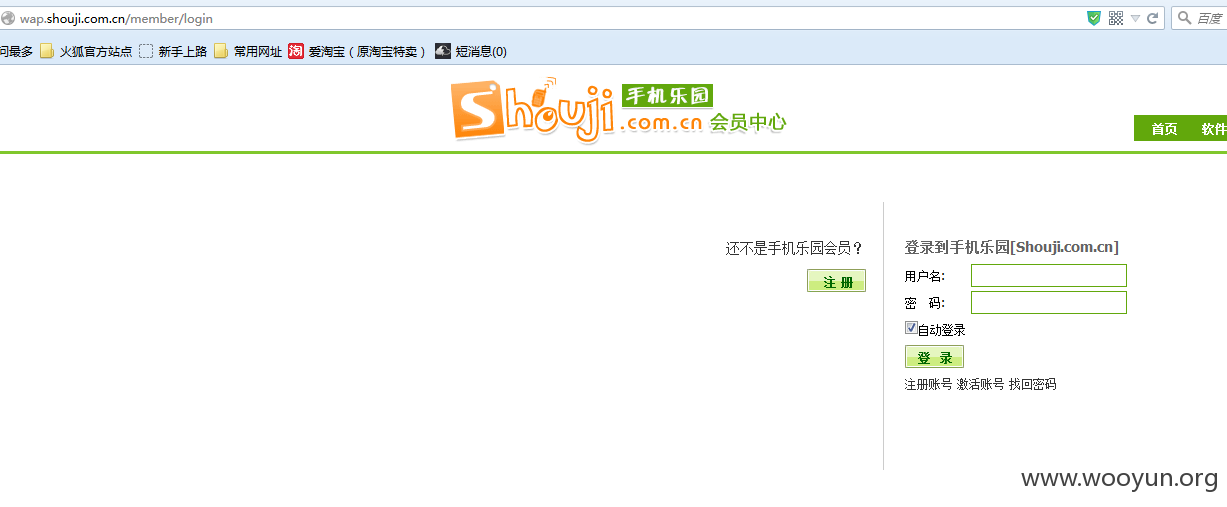 wap.shouji.com.cn/member/login
百度
问最多 火狐官方站点 新手上路 常用网址 淘 爱淘宝（原淘宝特卖） 短消息(0)
Shouji.com.cn 手机乐园 会员中心
首页 软件
还不是手机乐园会员？
注 册
登录到手机乐园[Shouji.com.cn]
用户名:
密 码:
自动登录
登 录
注册账号 激活账号 找回密码
www.wooyun.org